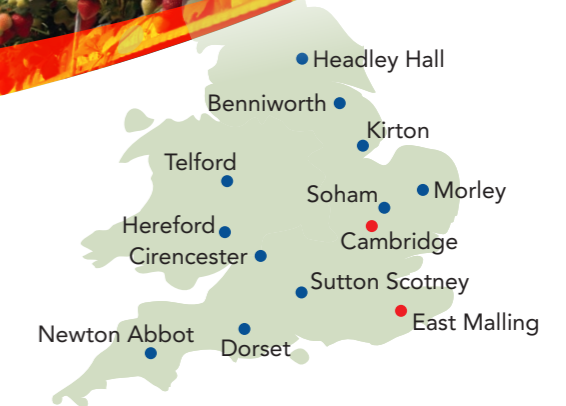 Headley Hall
Benniworth
Kirton
Telford
Soham
Morley
Hereford
Cambridge
Cirencester
Sutton Scotney
East Malling
Newton Abbot
Dorset